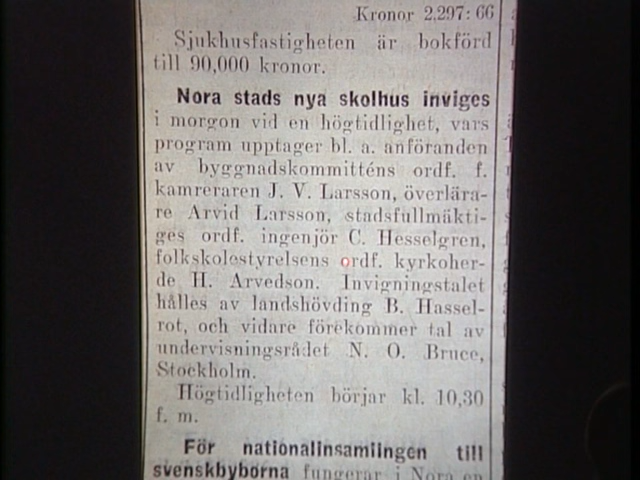 Kronor 2,297: 66
Sjukhusfastigheten är bokförd
till 90,000 kronor.
Nora stads nya skolhus inviges
i morgon vid en högtidlighet, vars
program upptager bl. a. anföranden
av byggnadskommitténs ordf. f.
kamreraren J. V. Larsson, överlära-
re Arvid Larsson, stadsfullmäkti-
ges ordf. ingenjör C. Hesselgren,
folkskolestyrelsens ordf. kyrkoher-
de H. Arvedson. Invigningstalet
hålles av landshövding B. Hassel-
rot, och vidare förekommer tal av
undervisningsrådet N. O. Bruce,
Stockholm.
Högtidligheten börjar kl. 10,30
f. m.
För nationalinsamlingen till
svenskbyborna fungerar i Nora en